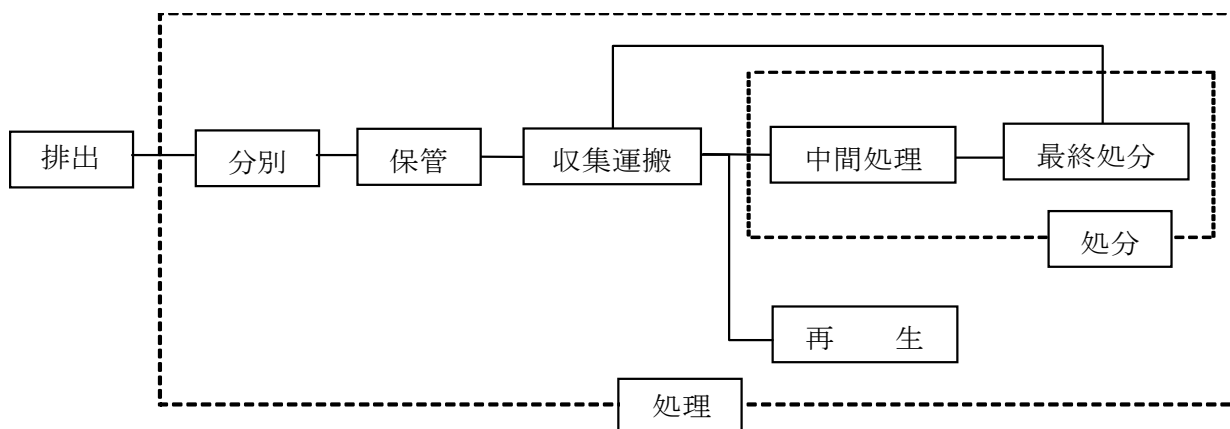 排出
分別
保管
収集運搬
中間処理
最終処分
処分
再 生
処理